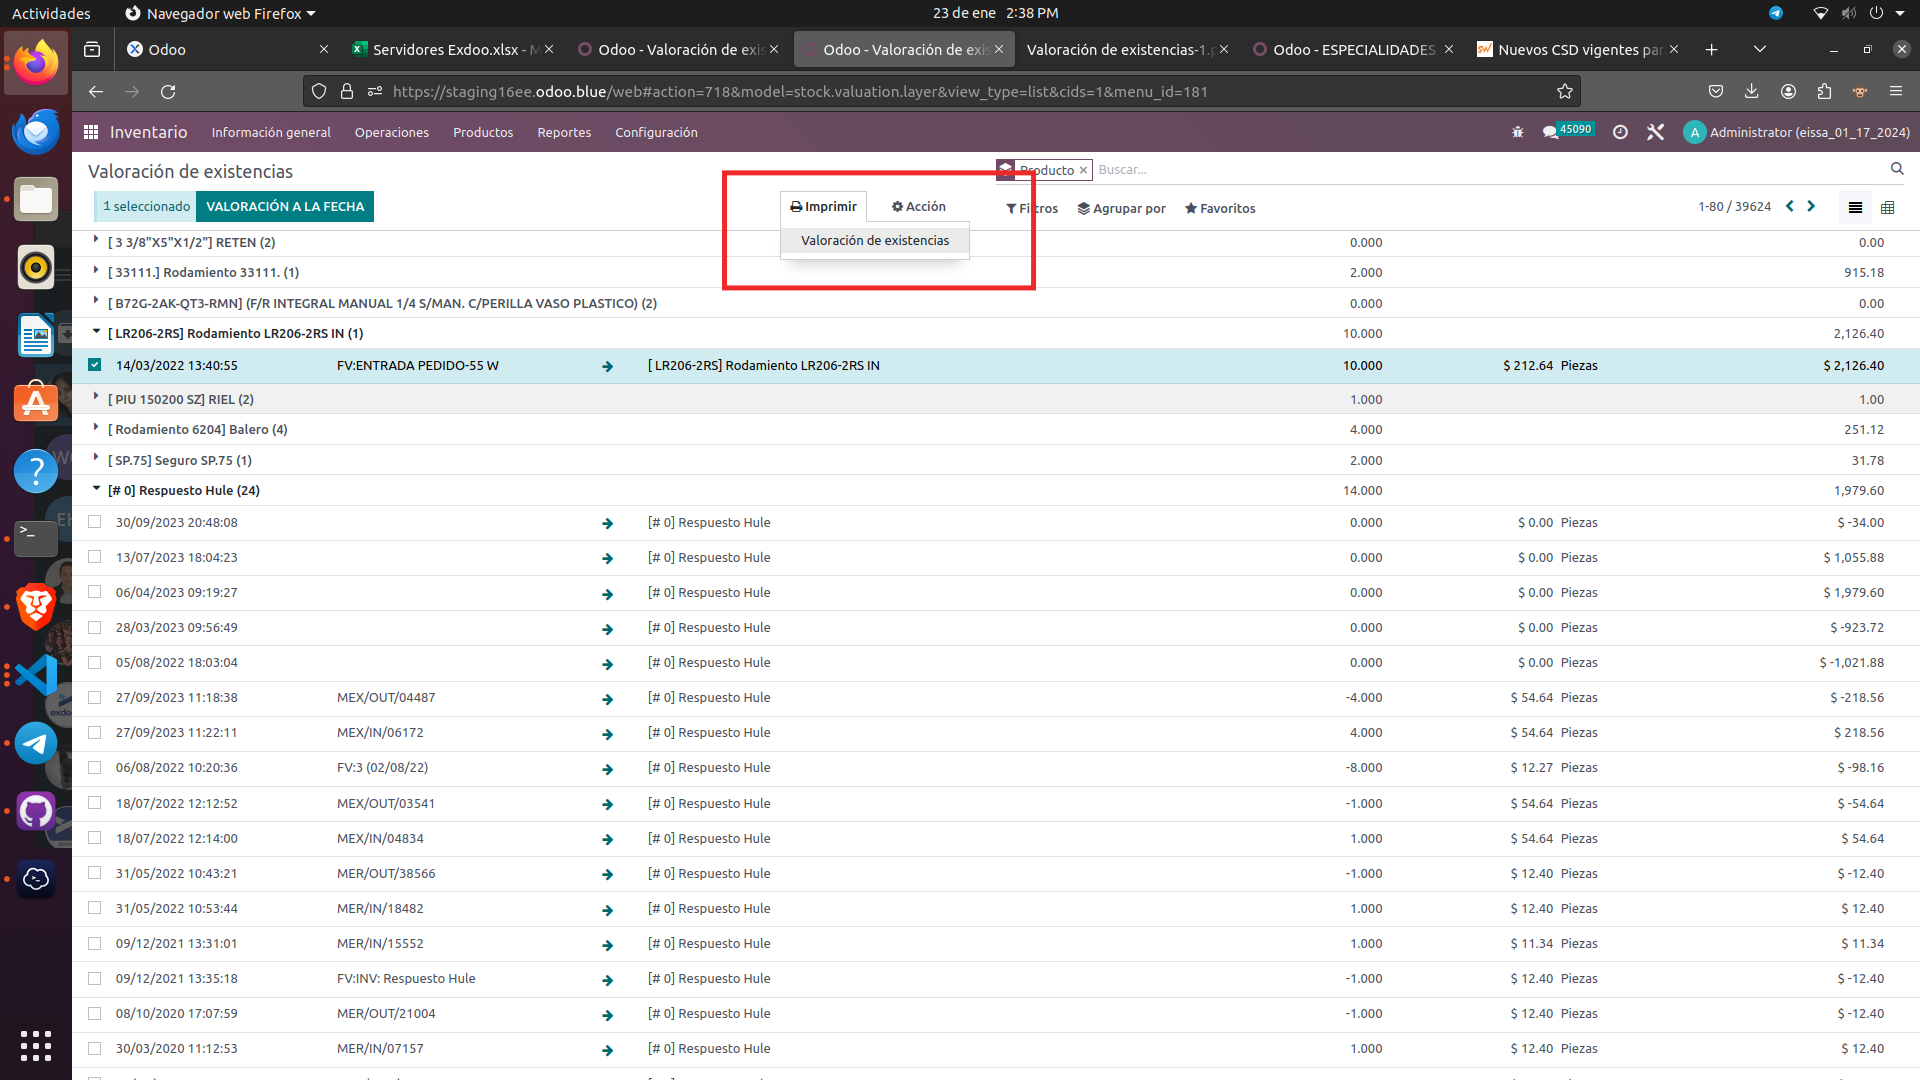 Actividades
Navegador web Firefox
23 de ene 2:38 PM
Odoo
Servidores Exdoo.xlsx - M
Odoo - Valoración de exis
Odoo - Valoración de exis
Valoración de existencias-1.p
Odoo - ESPECIALIDADES
Nuevos CSD vigentes par
https://staging16ee.odoo.blue/web#action=718&model=stock.valuation.layer&view_type=list&cids=1&menu_id=181
Inventario Información general Operaciones Productos Reportes Configuración
45090
A Administrator (eissa_01_17_2024)
Valoración de existencias
Producto Buscar...
1 seleccionado VALORACIÓN A LA FECHA
Imprimir Acción
Valoración de existencias
Filtros Agrupar por Favoritos
1-80 / 39624
[ 3 3/8"X5"X1/2"] RETEN (2) 0.000 0.00
[ 33111.] Rodamiento 33111. (1) 2.000 915.18
[ B72G-2AK-QT3-RMN] (F/R INTEGRAL MANUAL 1/4 S/MAN. C/PERILLA VASO PLASTICO) (2) 0.000 0.00
[ LR206-2RS] Rodamiento LR206-2RS IN (1) 10.000 2,126.40
14/03/2022 13:40:55 FV:ENTRADA PEDIDO-55 W [ LR206-2RS] Rodamiento LR206-2RS IN 10.000 $ 212.64 Piezas $ 2,126.40
[ PIU 150200 SZ] RIEL (2) 1.000 1.00
[ Rodamiento 6204] Balero (4) 4.000 251.12
[ SP.75] Seguro SP.75 (1) 2.000 31.78
[# 0] Respuesto Hule (24) 14.000 1,979.60
30/09/2023 20:48:08 [# 0] Respuesto Hule 0.000 $ 0.00 Piezas $ -34.00
13/07/2023 18:04:23 [# 0] Respuesto Hule 0.000 $ 0.00 Piezas $ 1,055.88
06/04/2023 09:19:27 [# 0] Respuesto Hule 0.000 $ 0.00 Piezas $ 1,979.60
28/03/2023 09:56:49 [# 0] Respuesto Hule 0.000 $ 0.00 Piezas $ -923.72
05/08/2022 18:03:04 [# 0] Respuesto Hule 0.000 $ 0.00 Piezas $ -1,021.88
27/09/2023 11:18:38 MEX/OUT/04487 [# 0] Respuesto Hule -4.000 $ 54.64 Piezas $ -218.56
27/09/2023 11:22:11 MEX/IN/06172 [# 0] Respuesto Hule 4.000 $ 54.64 Piezas $ 218.56
06/08/2022 10:20:36 FV:3 (02/08/22) [# 0] Respuesto Hule -8.000 $ 12.27 Piezas $ -98.16
18/07/2022 12:12:52 MEX/OUT/03541 [# 0] Respuesto Hule -1.000 $ 54.64 Piezas $ -54.64
18/07/2022 12:14:00 MEX/IN/04834 [# 0] Respuesto Hule 1.000 $ 54.64 Piezas $ 54.64
31/05/2022 10:43:21 MER/OUT/38566 [# 0] Respuesto Hule -1.000 $ 12.40 Piezas $ -12.40
31/05/2022 10:53:44 MER/IN/18482 [# 0] Respuesto Hule 1.000 $ 12.40 Piezas $ 12.40
09/12/2021 13:31:01 MER/IN/15552 [# 0] Respuesto Hule 1.000 $ 11.34 Piezas $ 11.34
09/12/2021 13:35:18 FV:INV: Respuesto Hule [# 0] Respuesto Hule -1.000 $ 12.40 Piezas $ -12.40
08/10/2020 17:07:59 MER/OUT/21004 [# 0] Respuesto Hule -1.000 $ 12.40 Piezas $ -12.40
30/03/2020 11:12:53 MER/IN/07157 [# 0] Respuesto Hule 1.000 $ 12.40 Piezas $ 12.40